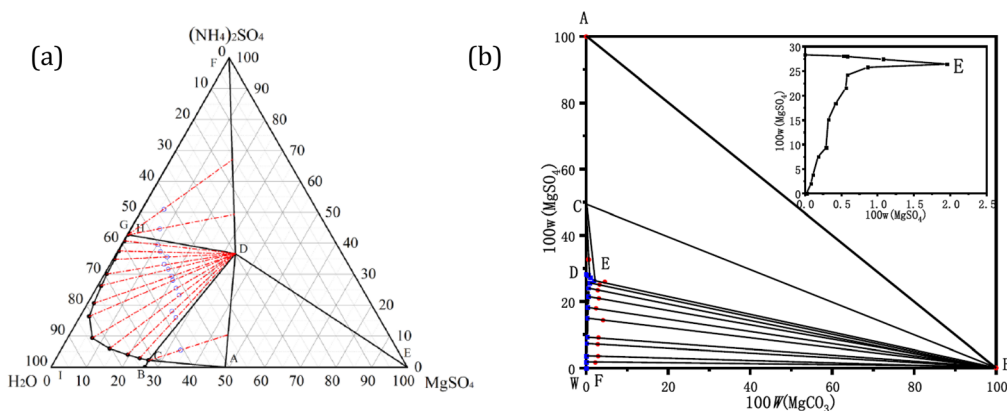 (a)
(NH₄)₂SO₄
0 100
F
10 90
20 80
30 70
40 60
50 50
G H
60 40
D
70 30
80 20
90 10
C
E
100 0
1 B A
H₂O 0 10 20 30 40 50 60 70 80 90 100 MgSO₄
(b)
A
100
80
60
40
20
0
100w(MgSO₄)
C
D
E
W F
B
0 20 40 60 80 100
100W(MgCO₃)
30
25
20
15
10
5
0
100w(MgSO₄)
E
0.0 0.5 1.0 1.5 2.0 2.5
100w(MgSO₄)